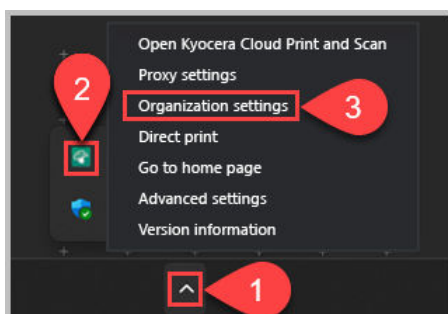 Open Kyocera Cloud Print and Scan
Proxy settings
2
Organization settings
3
Direct print
Go to home page
Advanced settings
Version information
1